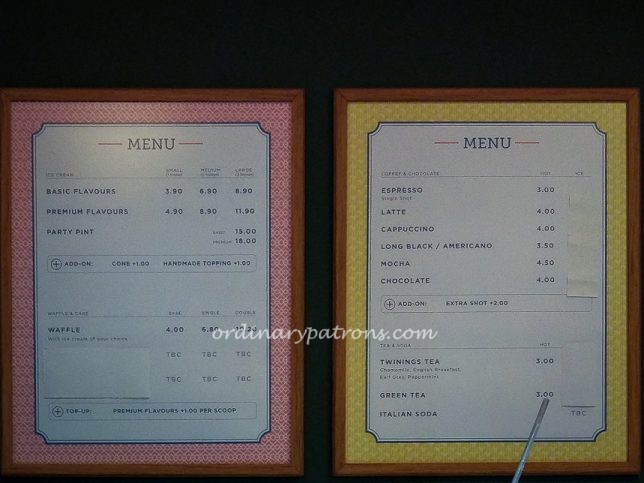 MENU
ICE CREAM SMALL MEDIUM LARGE
BASIC FLAVOURS 3.90 6.90 8.90
PREMIUM FLAVOURS 4.90 8.90 11.90
PARTY PINT BASIC 15.00
PREMIUM 18.00
ADD-ON: CONE +1.00 HANDMADE TOPPING +1.00
WAFFLE & CAKE BASE SINGLE DOUBLE
WAFFLE 4.00
With ice cream of your choice
TBC TBC TBC
TBC TBC TBC
TOP-UP: PREMIUM FLAVOURS +1.00 PER SCOOP
MENU
COFFEE & CHOCOLATE HOT ICE
ESPRESSO 3.00
Single Shot
LATTE 4.00
CAPPUCCINO 4.00
LONG BLACK / AMERICANO 3.50
MOCHA 4.50
CHOCOLATE 4.00
ADD-ON: EXTRA SHOT +2.00
TEA & SODA HOT
TWININGS TEA 3.00
Chamomile, English Breakfast,
Earl Grey, Peppermint
GREEN TEA 3.00
ITALIAN SODA TBC
ordinarypatrons.com